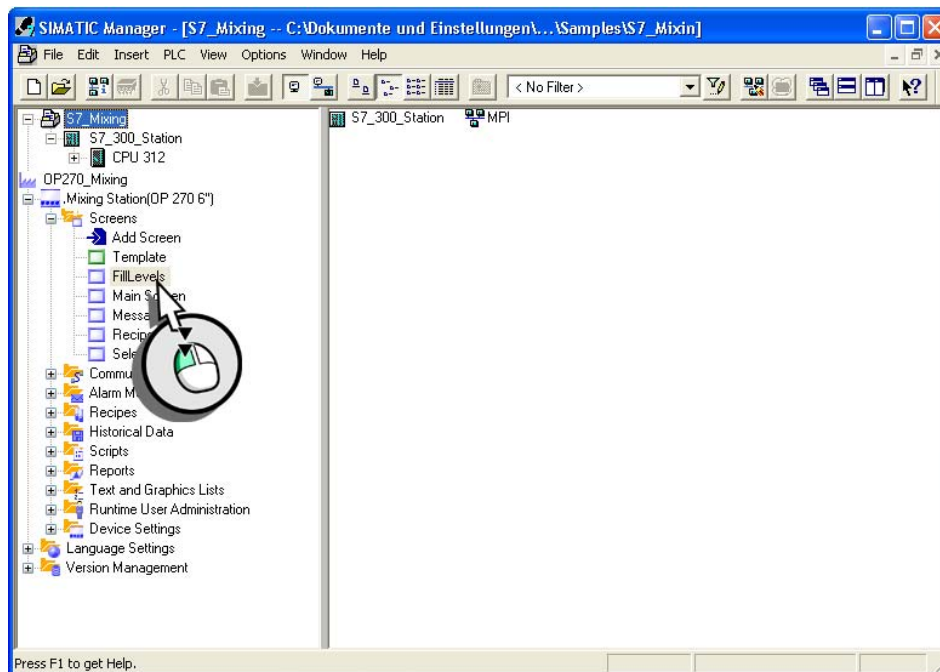 SIMATIC Manager - [S7_Mixing -- C:\Dokumente und Einstellungen\...\Samples\S7_Mixin]
File Edit Insert PLC View Options Window Help
< No Filter >
S7_Mixing
S7_300_Station
CPU 312
OP270_Mixing
.Mixing Station(OP 270 6")
Screens
Add Screen
Template
FillLevels
Main Screen
Communication
Recipes
Historical Data
Scripts
Reports
Text and Graphics Lists
Runtime User Administration
Device Settings
Language Settings
Version Management
S7_300_Station MPI
Press F1 to get Help.